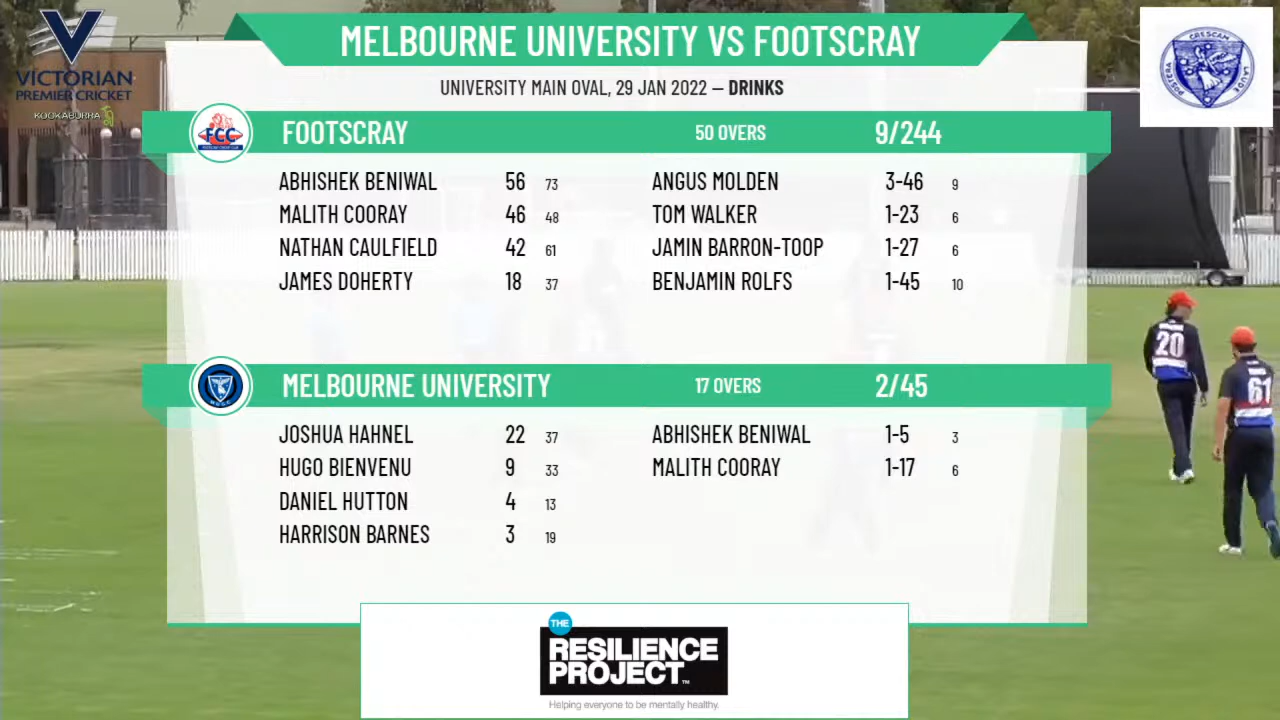 MELBOURNE UNIVERSITY VS FOOTSCRAY
UNIVERSITY MAIN OVAL, 29 JAN 2022 – DRINKS
VICTORIAN
PREMIER CRICKET
KOOKABURRA
FCC
FOOTSCRAY 50 OVERS 9/244
ABHISHEK BENIWAL 56 73 ANGUS MOLDEN 3-46 9
MALITH COORAY 46 48 TOM WALKER 1-23 6
NATHAN CAULFIELD 42 61 JAMIN BARRON-TOOP 1-27 6
JAMES DOHERTY 18 37 BENJAMIN ROLFS 1-45 10
MELBOURNE UNIVERSITY 17 OVERS 2/45
JOSHUA HAHNEL 22 37 ABHISHEK BENIWAL 1-5 3
HUGO BIENVENU 9 33 MALITH COORAY 1-17 6
DANIEL HUTTON 4 13
HARRISON BARNES 3 19
20
61
THE
RESILIENCE
PROJECT™
Helping everyone to be mentally healthy.